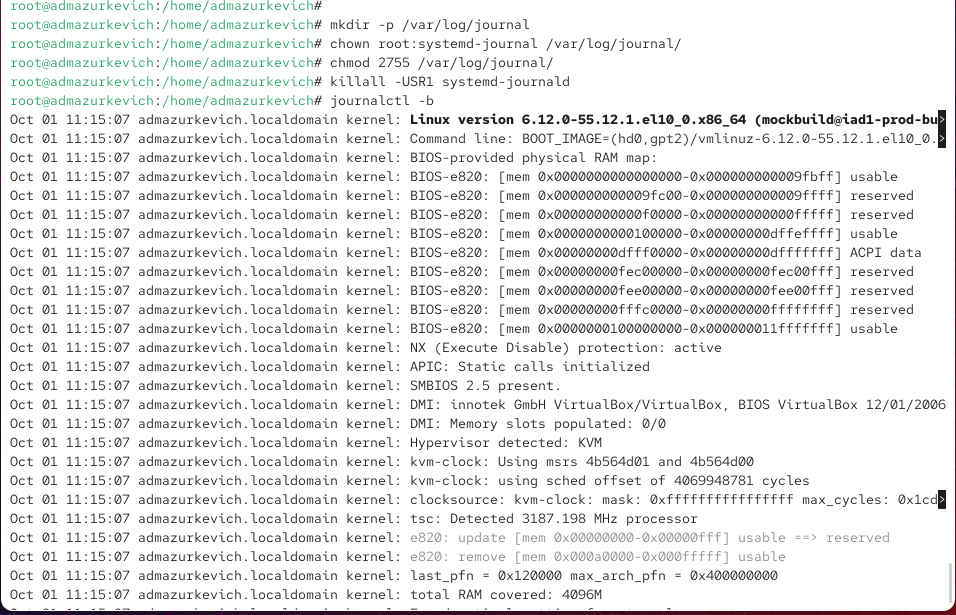 root@admazurkevich:/home/admazurkevich#
root@admazurkevich:/home/admazurkevich# mkdir -p /var/log/journal
root@admazurkevich:/home/admazurkevich# chown root:systemd-journal /var/log/journal/
root@admazurkevich:/home/admazurkevich# chmod 2755 /var/log/journal/
root@admazurkevich:/home/admazurkevich# killall -USR1 systemd-journald
root@admazurkevich:/home/admazurkevich# journalctl -b
Oct 01 11:15:07 admazurkevich.localdomain kernel: Linux version 6.12.0-55.12.1.el10_0.x86_64 (mockbuild@iad1-prod-bu>
Oct 01 11:15:07 admazurkevich.localdomain kernel: Command line: BOOT_IMAGE=(hd0,gpt2)/vmlinuz-6.12.0-55.12.1.el10_0.>
Oct 01 11:15:07 admazurkevich.localdomain kernel: BIOS-provided physical RAM map:
Oct 01 11:15:07 admazurkevich.localdomain kernel: BIOS-e820: [mem 0x0000000000000000-0x000000000009fbff] usable
Oct 01 11:15:07 admazurkevich.localdomain kernel: BIOS-e820: [mem 0x000000000009fc00-0x000000000009ffff] reserved
Oct 01 11:15:07 admazurkevich.localdomain kernel: BIOS-e820: [mem 0x00000000000f0000-0x00000000000fffff] reserved
Oct 01 11:15:07 admazurkevich.localdomain kernel: BIOS-e820: [mem 0x0000000000100000-0x00000000dffeffff] usable
Oct 01 11:15:07 admazurkevich.localdomain kernel: BIOS-e820: [mem 0x00000000dfff0000-0x00000000dfffffff] ACPI data
Oct 01 11:15:07 admazurkevich.localdomain kernel: BIOS-e820: [mem 0x00000000fec00000-0x00000000fec00fff] reserved
Oct 01 11:15:07 admazurkevich.localdomain kernel: BIOS-e820: [mem 0x00000000fee00000-0x00000000fee00fff] reserved
Oct 01 11:15:07 admazurkevich.localdomain kernel: BIOS-e820: [mem 0x00000000fffc0000-0x00000000ffffffff] reserved
Oct 01 11:15:07 admazurkevich.localdomain kernel: BIOS-e820: [mem 0x0000000100000000-0x000000011fffffff] usable
Oct 01 11:15:07 admazurkevich.localdomain kernel: NX (Execute Disable) protection: active
Oct 01 11:15:07 admazurkevich.localdomain kernel: APIC: Static calls initialized
Oct 01 11:15:07 admazurkevich.localdomain kernel: SMBIOS 2.5 present.
Oct 01 11:15:07 admazurkevich.localdomain kernel: DMI: innotek GmbH VirtualBox/VirtualBox, BIOS VirtualBox 12/01/2006
Oct 01 11:15:07 admazurkevich.localdomain kernel: DMI: Memory slots populated: 0/0
Oct 01 11:15:07 admazurkevich.localdomain kernel: Hypervisor detected: KVM
Oct 01 11:15:07 admazurkevich.localdomain kernel: kvm-clock: Using msrs 4b564d01 and 4b564d00
Oct 01 11:15:07 admazurkevich.localdomain kernel: kvm-clock: using sched offset of 4069948781 cycles
Oct 01 11:15:07 admazurkevich.localdomain kernel: clocksource: kvm-clock: mask: 0xffffffffffffffff max_cycles: 0x1cd>
Oct 01 11:15:07 admazurkevich.localdomain kernel: tsc: Detected 3187.198 MHz processor
Oct 01 11:15:07 admazurkevich.localdomain kernel: e820: update [mem 0x00000000-0x00000fff] usable ==> reserved
Oct 01 11:15:07 admazurkevich.localdomain kernel: e820: remove [mem 0x000a0000-0x000fffff] usable
Oct 01 11:15:07 admazurkevich.localdomain kernel: last_pfn = 0x120000 max_arch_pfn = 0x400000000
Oct 01 11:15:07 admazurkevich.localdomain kernel: total RAM covered: 4096M